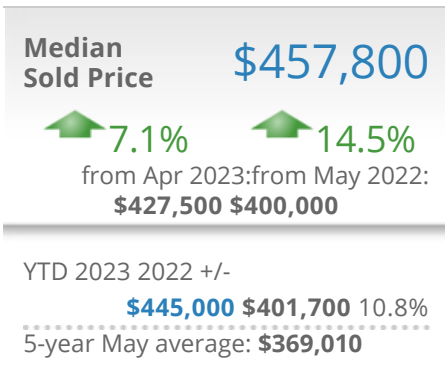 Median
Sold Price
$457,800
7.1% 14.5%
from Apr 2023:from May 2022:
$427,500 $400,000
YTD 2023 2022 +/-
$445,000 $401,700 10.8%
5-year May average: $369,010